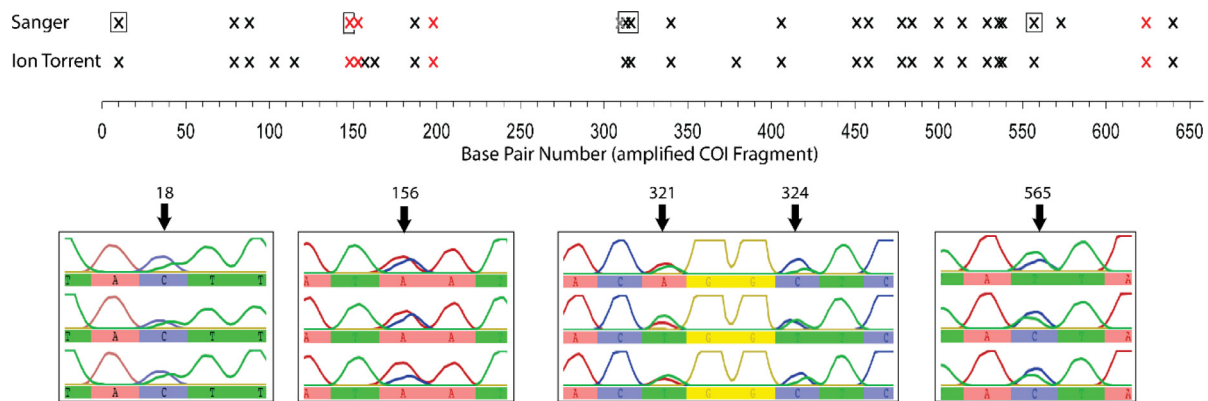 Sanger X X X X X X X X X X X X X X X X X X X X X X X X X
Ion Torrent X X X X X X X X X X X X X X X X X X X X X X X X X X X
0 50 100 150 200 250 300 350 400 450 500 550 600 650
Base Pair Number (amplified COI Fragment)
18 156 321 324 565
T A C T T A T A A T A C A G G C T C A T T A
T A C T T A T A A T A C T G G C T C A C T A
T A C T T A T A A T A C T G G C T C A C T A